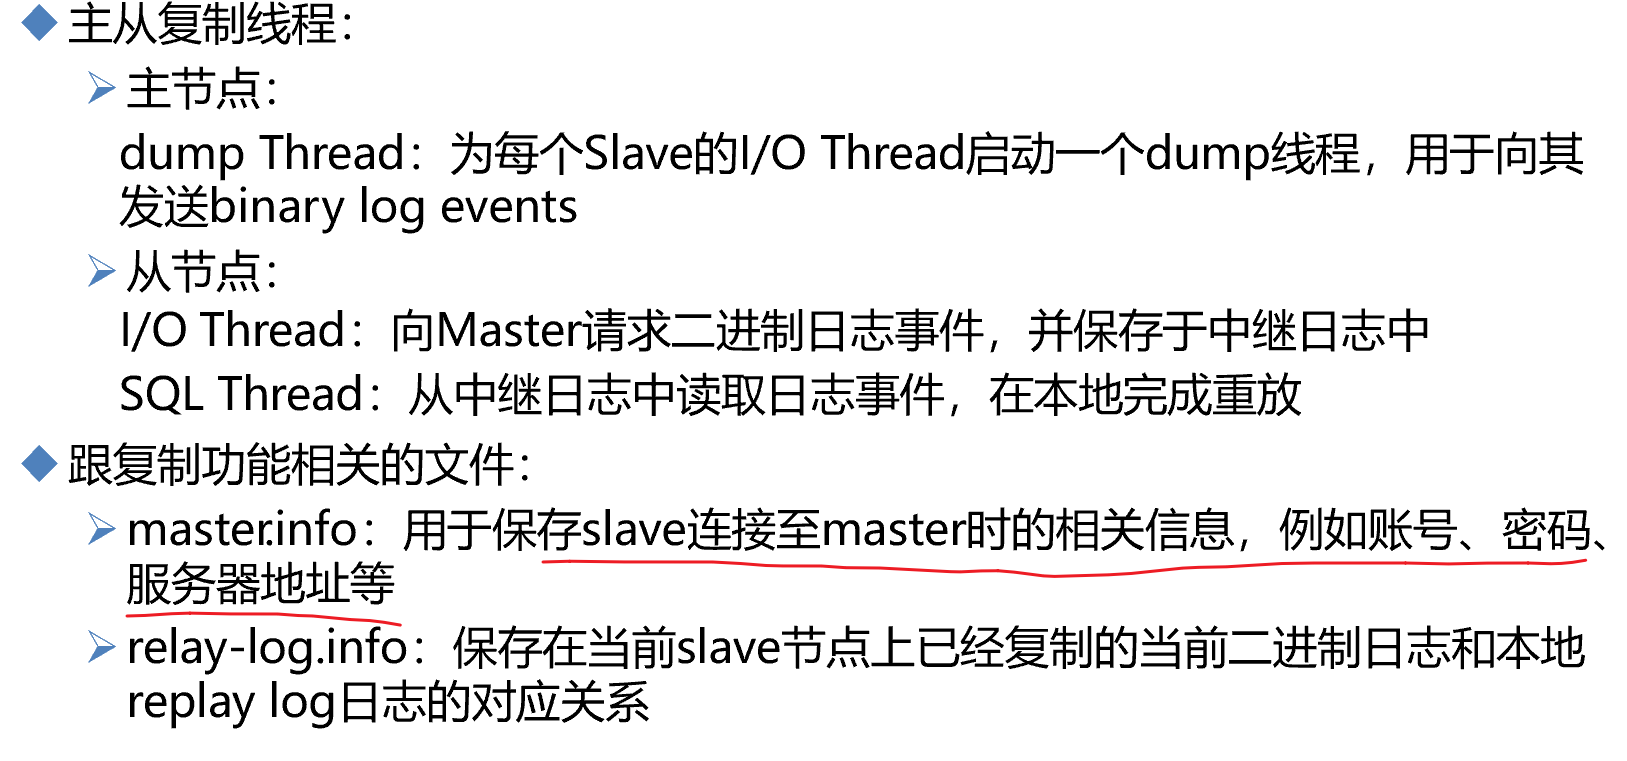 主从复制线程：
主节点：
dump Thread：为每个Slave的I/O Thread启动一个dump线程，用于向其
发送binary log events
从节点：
I/O Thread：向Master请求二进制日志事件，并保存于中继日志中
SQL Thread：从中继日志中读取日志事件，在本地完成重放
跟复制功能相关的文件：
master.info：用于保存slave连接至master时的相关信息，例如账号、密码、
服务器地址等
relay-log.info：保存在当前slave节点上已经复制的当前二进制日志和本地
replay log日志的对应关系